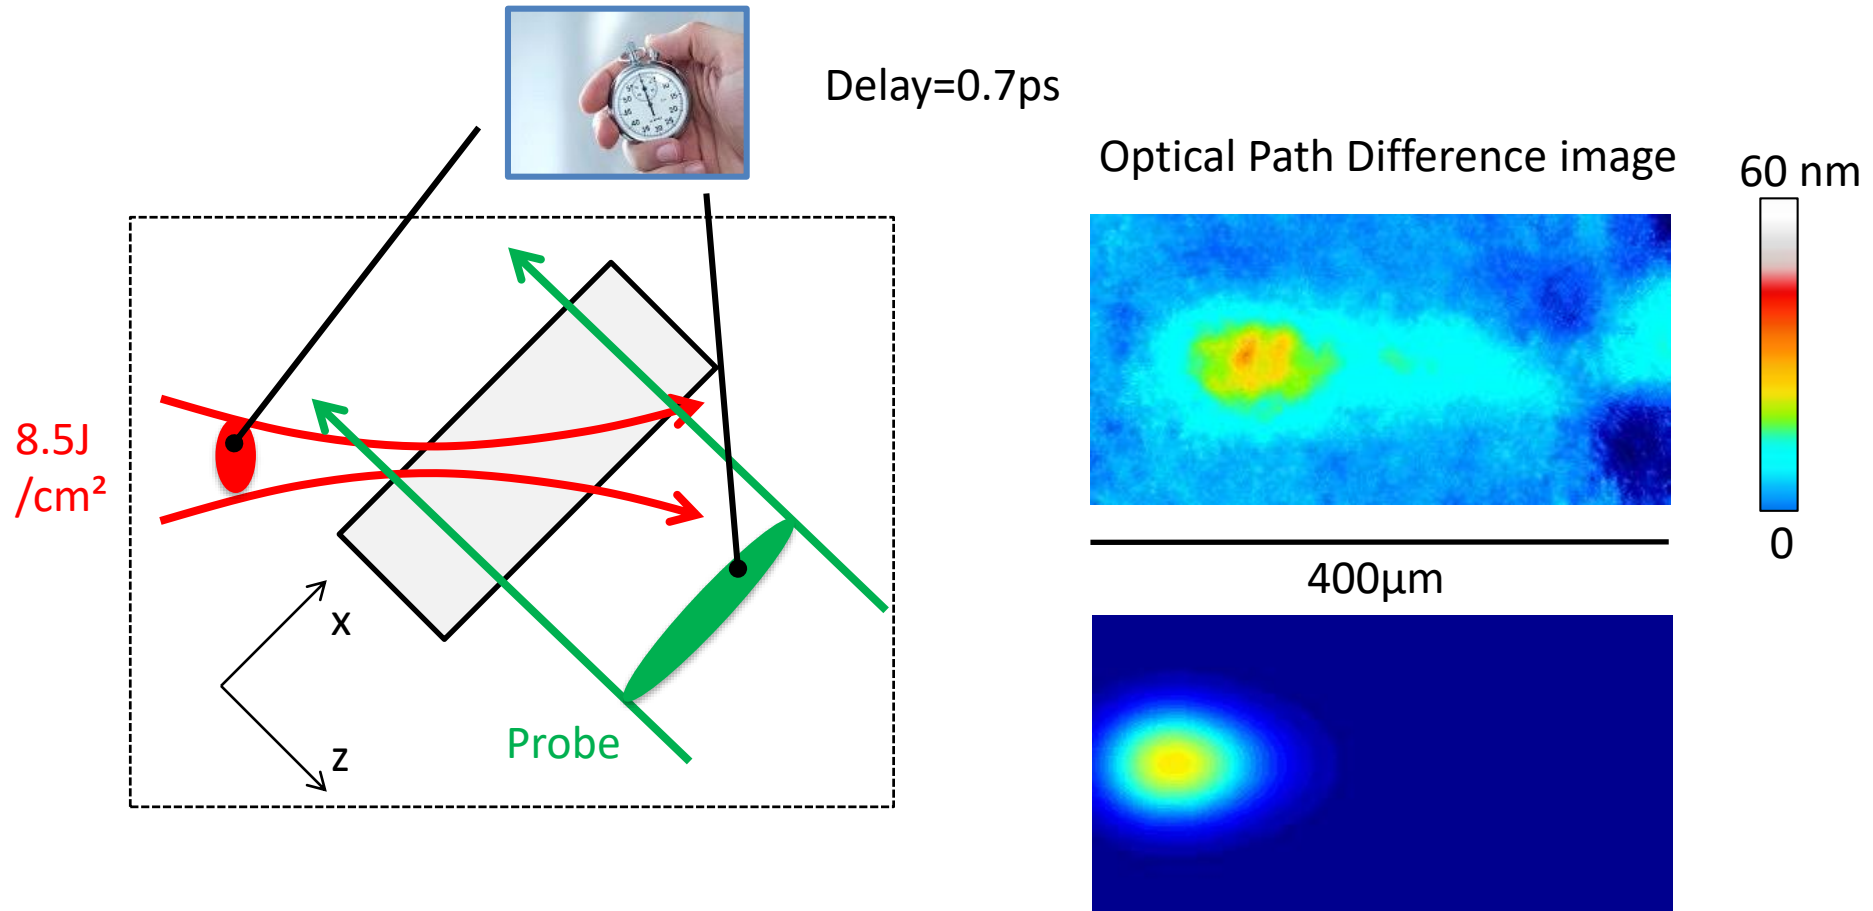 Delay=0.7ps
Optical Path Difference image
60 nm
8.5J
/cm²
0
400μm
x
z
Probe